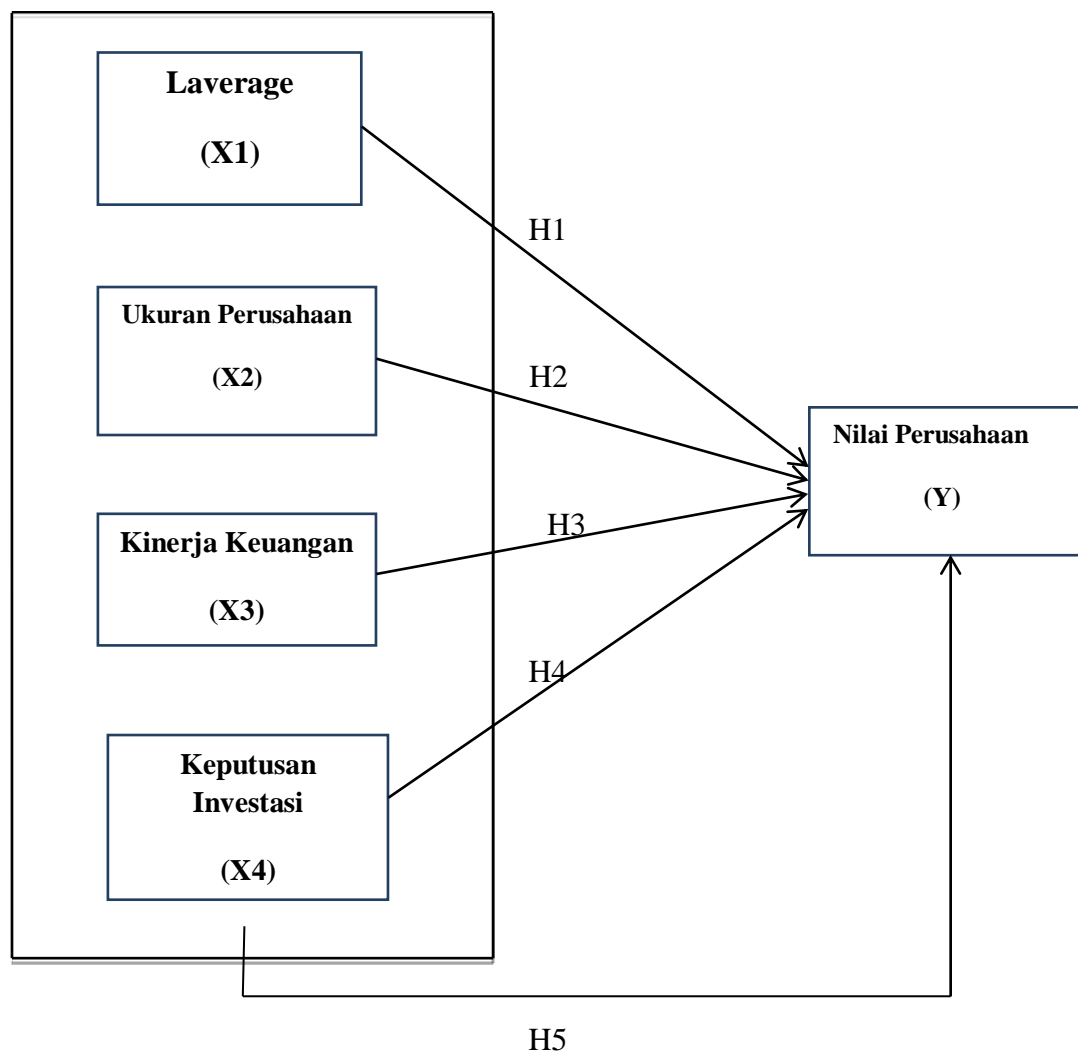 Laverage
(X1)
H1
Ukuran Perusahaan
(X2)
H2
Nilai Perusahaan
(Y)
Kinerja Keuangan
(X3)
H3
H4
Keputusan
Investasi
(X4)
H5